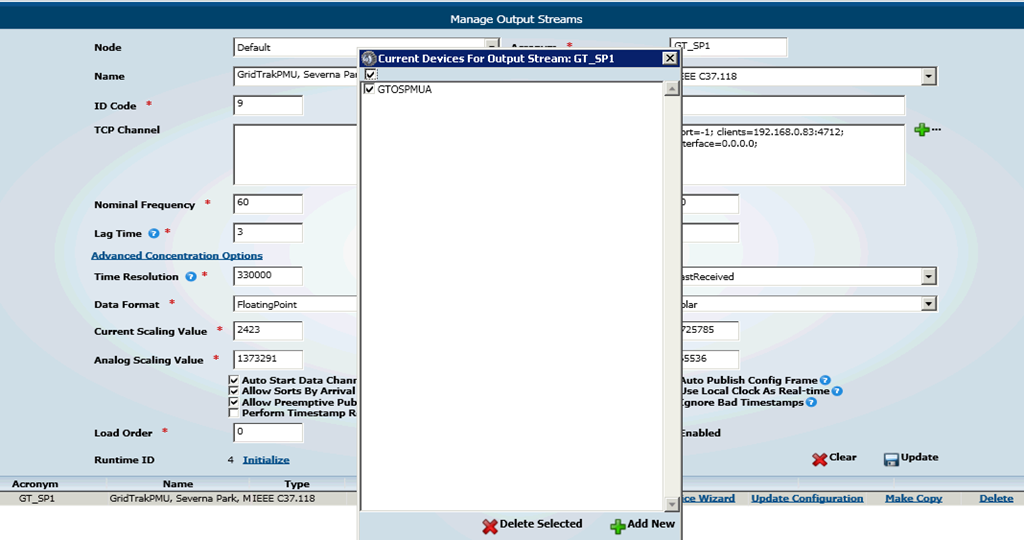 Manage Output Streams
Node Default Acronym * GT_SP1
Current Devices For Output Stream: GT_SP1
Name GridTrakPMU, Severna Par IEEE C37.118
GTOSPMUA
ID Code * 9
TCP Channel ort=-1; clients=192.168.0.83:4712;
terface=0.0.0.0;
Nominal Frequency * 60 0
Lag Time * 3
Advanced Concentration Options
Time Resolution * 330000 astReceived
Data Format * FloatingPoint olar
Current Scaling Value * 2423 725785
Analog Scaling Value * 1373291 5536
Auto Start Data Chann Auto Publish Config Frame
Allow Sorts By Arrival Use Local Clock As Real-time
Allow Preemptive Pub Ignore Bad Timestamps
Perform Timestamp R
Load Order * 0 Enabled
Runtime ID 4 Initialize Clear Update
Acronym Name Type
GT_SP1 GridTrakPMU, Severna Park, M IEEE C37.118 ce Wizard Update Configuration Make Copy Delete
Delete Selected Add New